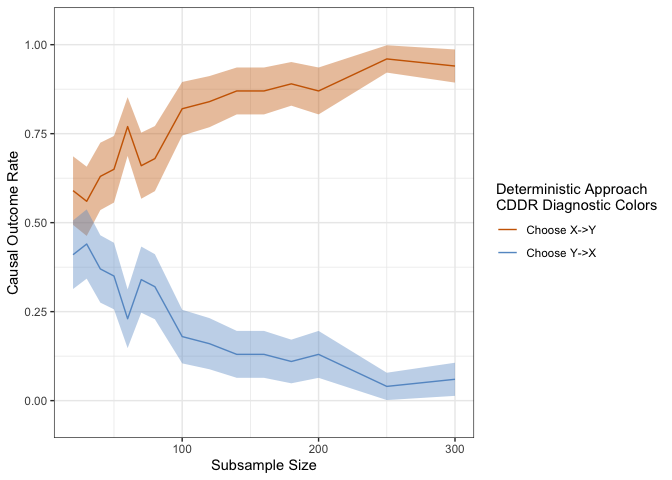 1.00
0.75
0.50
0.25
0.00
Causal Outcome Rate
100
200
300
Subsample Size
Deterministic Approach
CDDR Diagnostic Colors
Choose X->Y
Choose Y->X